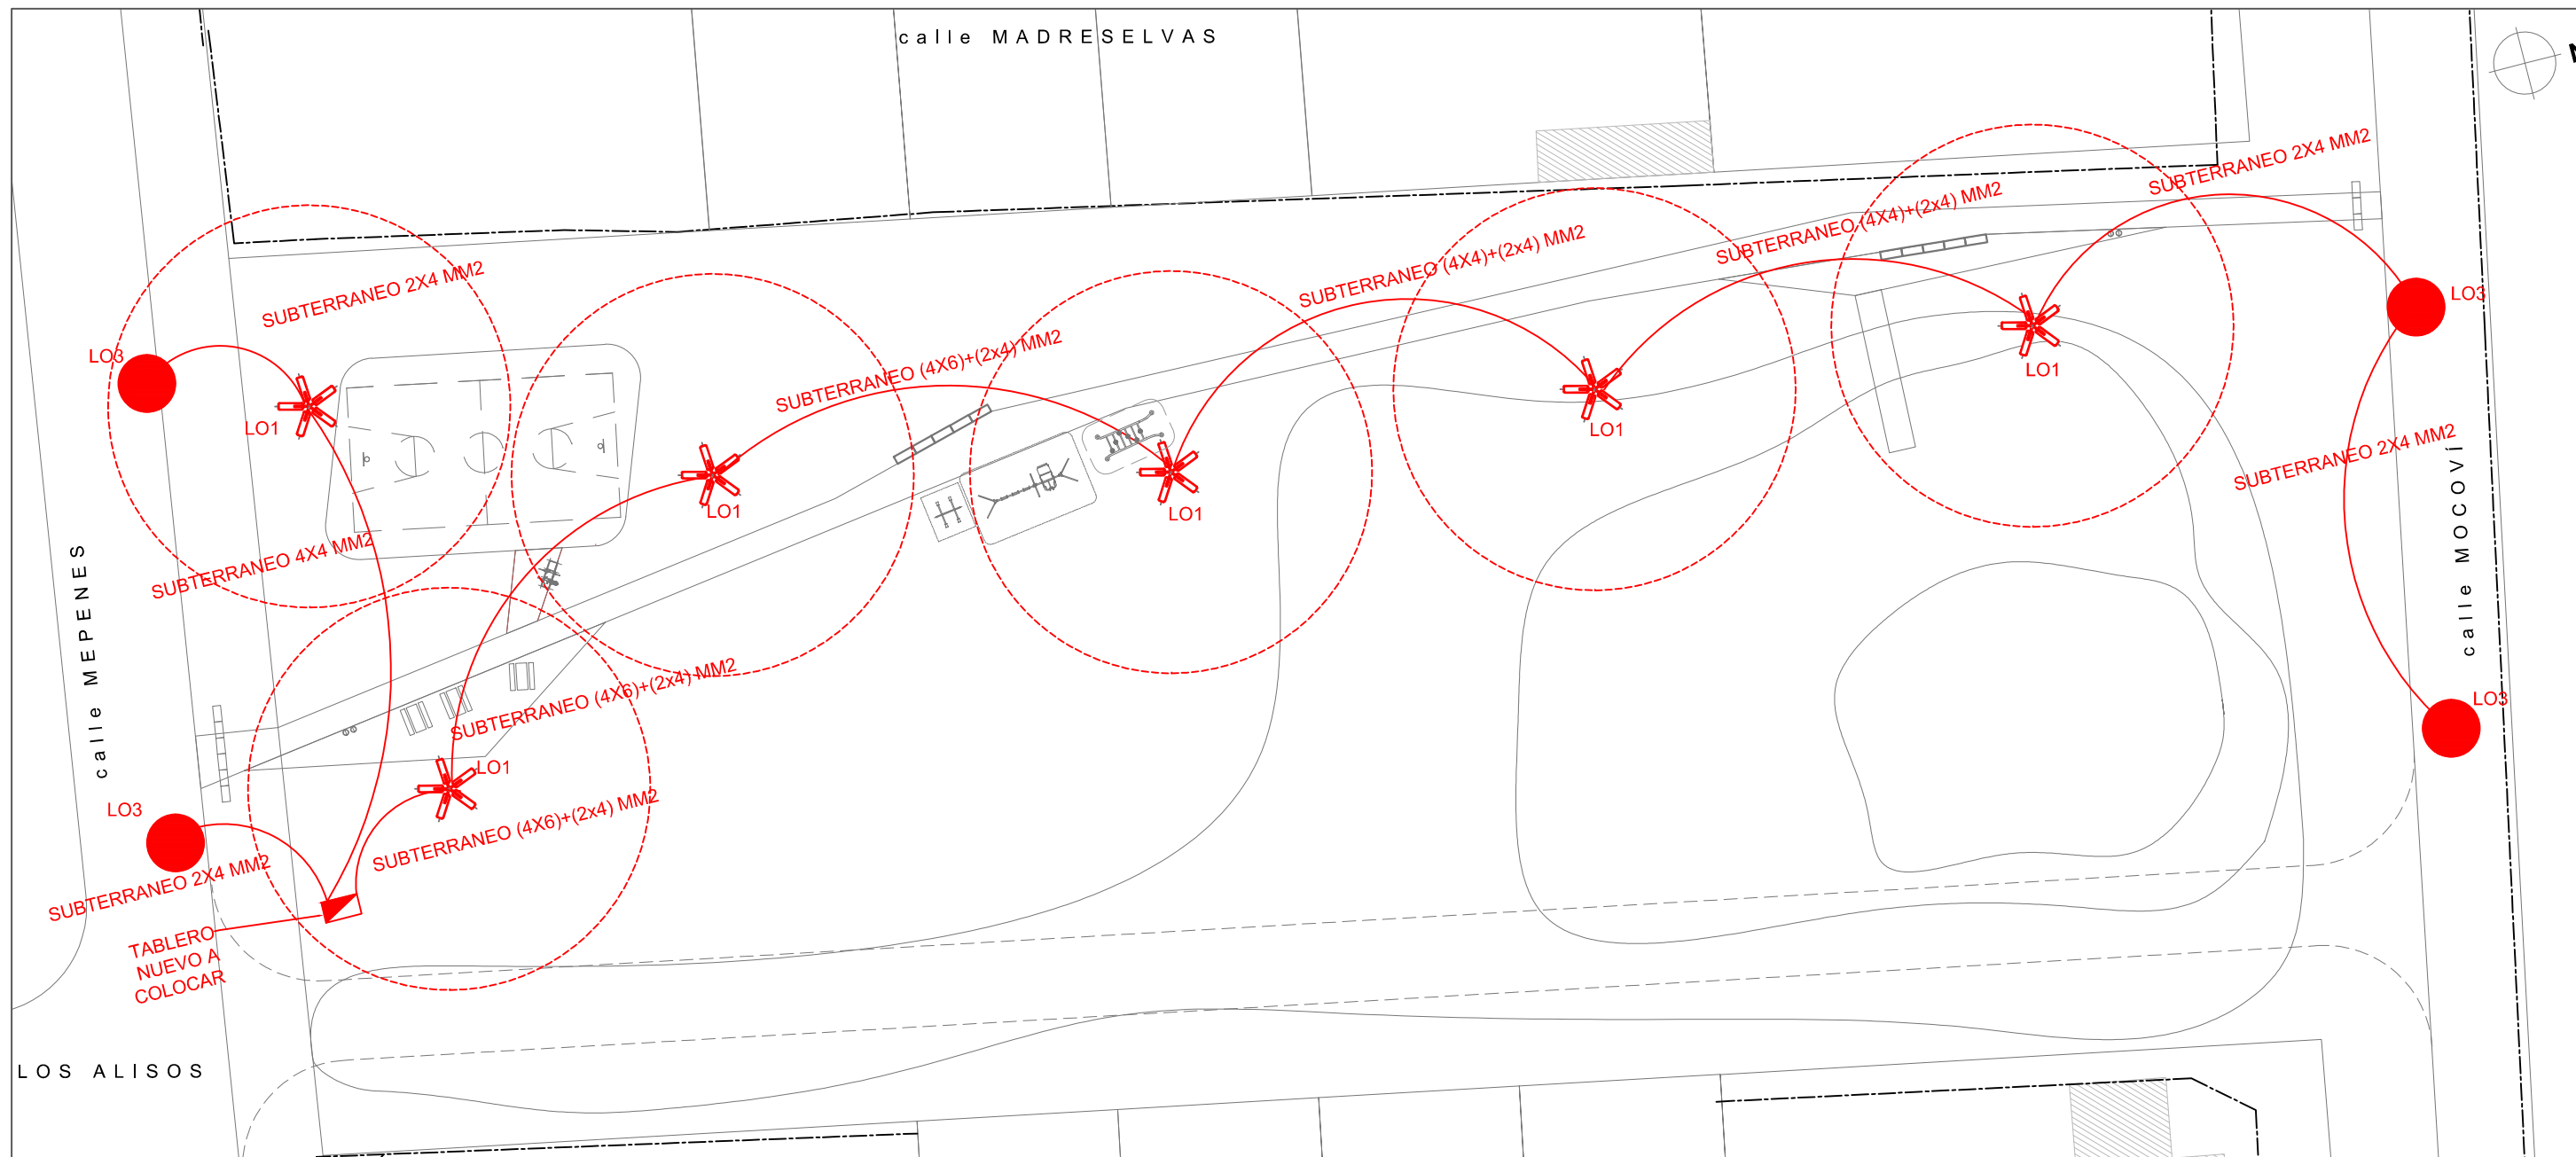 calle MADRESELVAS
SUBTERRANEO 2X4 MM2
SUBTERRANEO (4X4)+(2x4) MM2
SUBTERRANEO (4X4)+(2x4) MM2
SUBTERRANEO 2X4 MM2
LO3
LO3
LO1
LO1
SUBTERRANEO (4X6)+(2x4) MM2
LO1
LO1
LO1
SUBTERRANEO 2X4 MM2
calle MOCOVÍ
SUBTERRANEO 4X4 MM2
calle MEPEPENES
SUBTERRANEO (4X6)+(2x4) MM2
LO3
LO1
LO3
SUBTERRANEO (4X6)+(2x4) MM2
SUBTERRANEO 2X4 MM2
TABLERO
NUEVO A
COLOCAR
LOS ALISOS